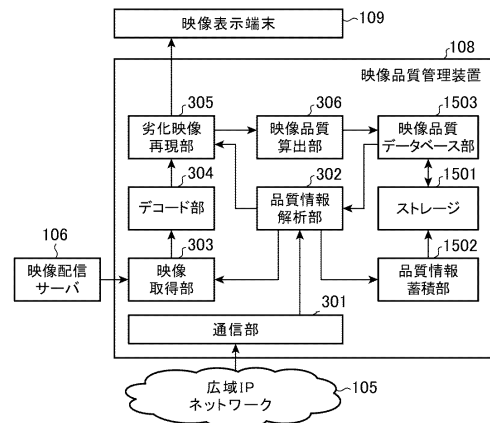 映像表示端末
109
108
映像品質管理装置
305
劣化映像
再現部
306
映像品質
算出部
1503
映像品質
データベース部
304
デコード部
302
品質情報
解析部
1501
ストレージ
106
映像配信
サーバ
303
映像
取得部
1502
品質情報
蓄積部
301
通信部
広域IP
ネットワーク
105